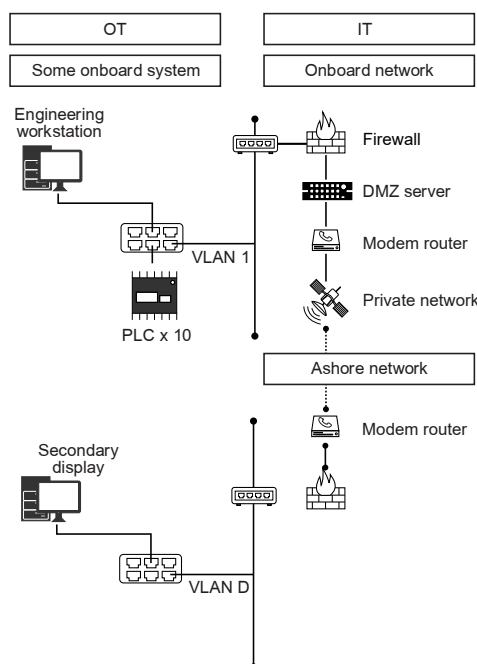 OT
IT
Some onboard system
Onboard network
Engineering
workstation
Firewall
DMZ server
VLAN 1
Modem router
Private network
PLC x 10
Ashore network
Modem router
Secondary
display
VLAN D